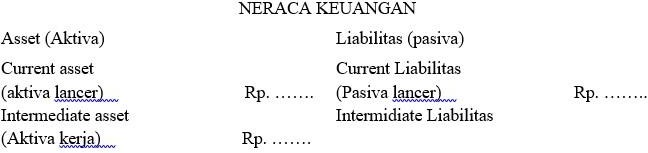 NERACA KEUANGAN
Asset (Aktiva) Liabilitas (pasiva)
Current asset Current Liabilitas
(aktiva lancer) Rp. ……. (Pasiva lancer) Rp. ……..
Intermediate asset Intermidiate Liabilitas
(Aktiva kerja) Rp. …….